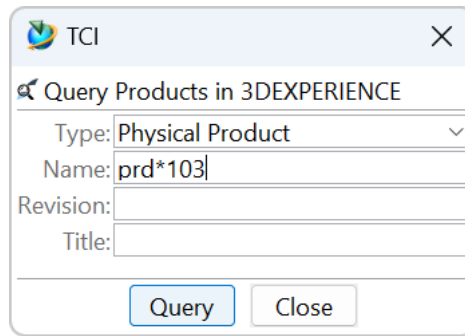 TCI
Query Products in 3DEXPERIENCE
Type: Physical Product
Name: prd*103
Revision:
Title:
Query Close